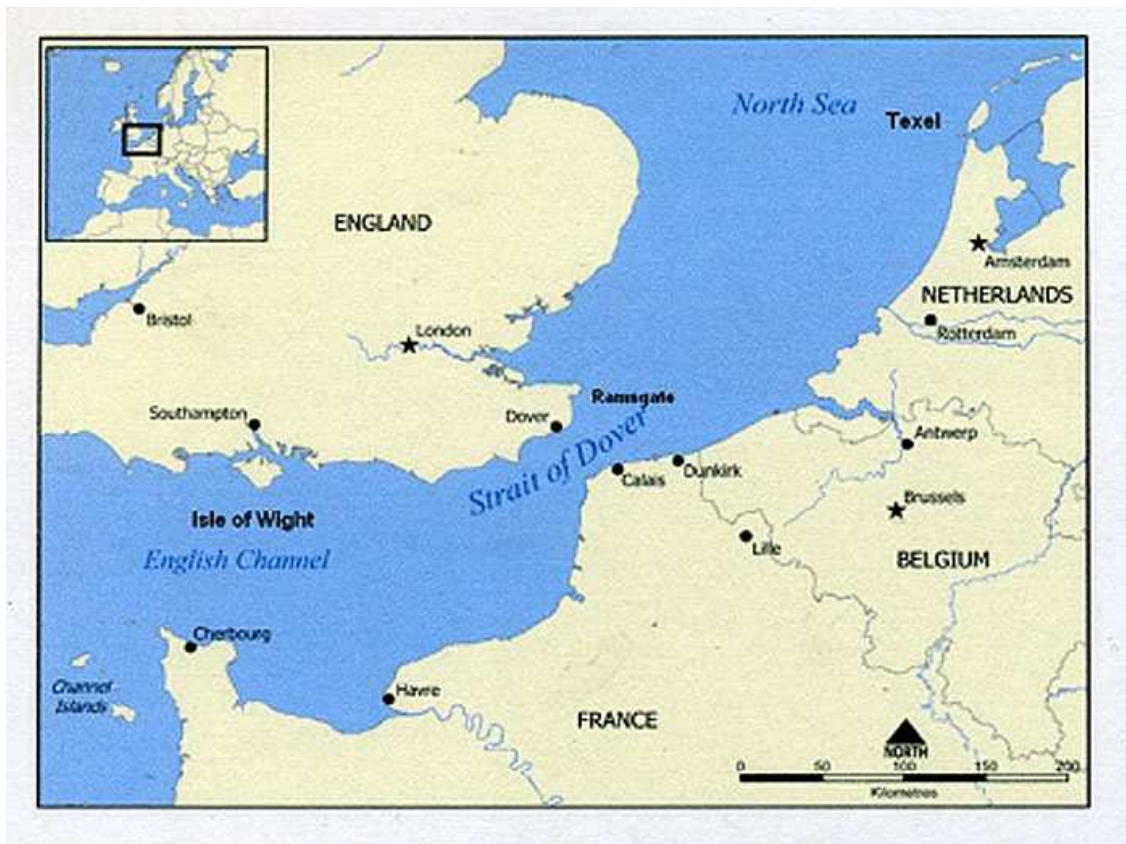 North Sea
Texel
ENGLAND
Amsterdam
NETHERLANDS
Bristol
London
Rotterdam
Ramsgate
Southampton
Dover
Antwerp
Strait of Dover
Calais
Dunkirk
Brussels
Isle of Wight
Lille
English Channel
BELGIUM
Cherbourg
Channel
Islands
Havre
FRANCE
NORTH
0 50 100 150 200
Kilometres